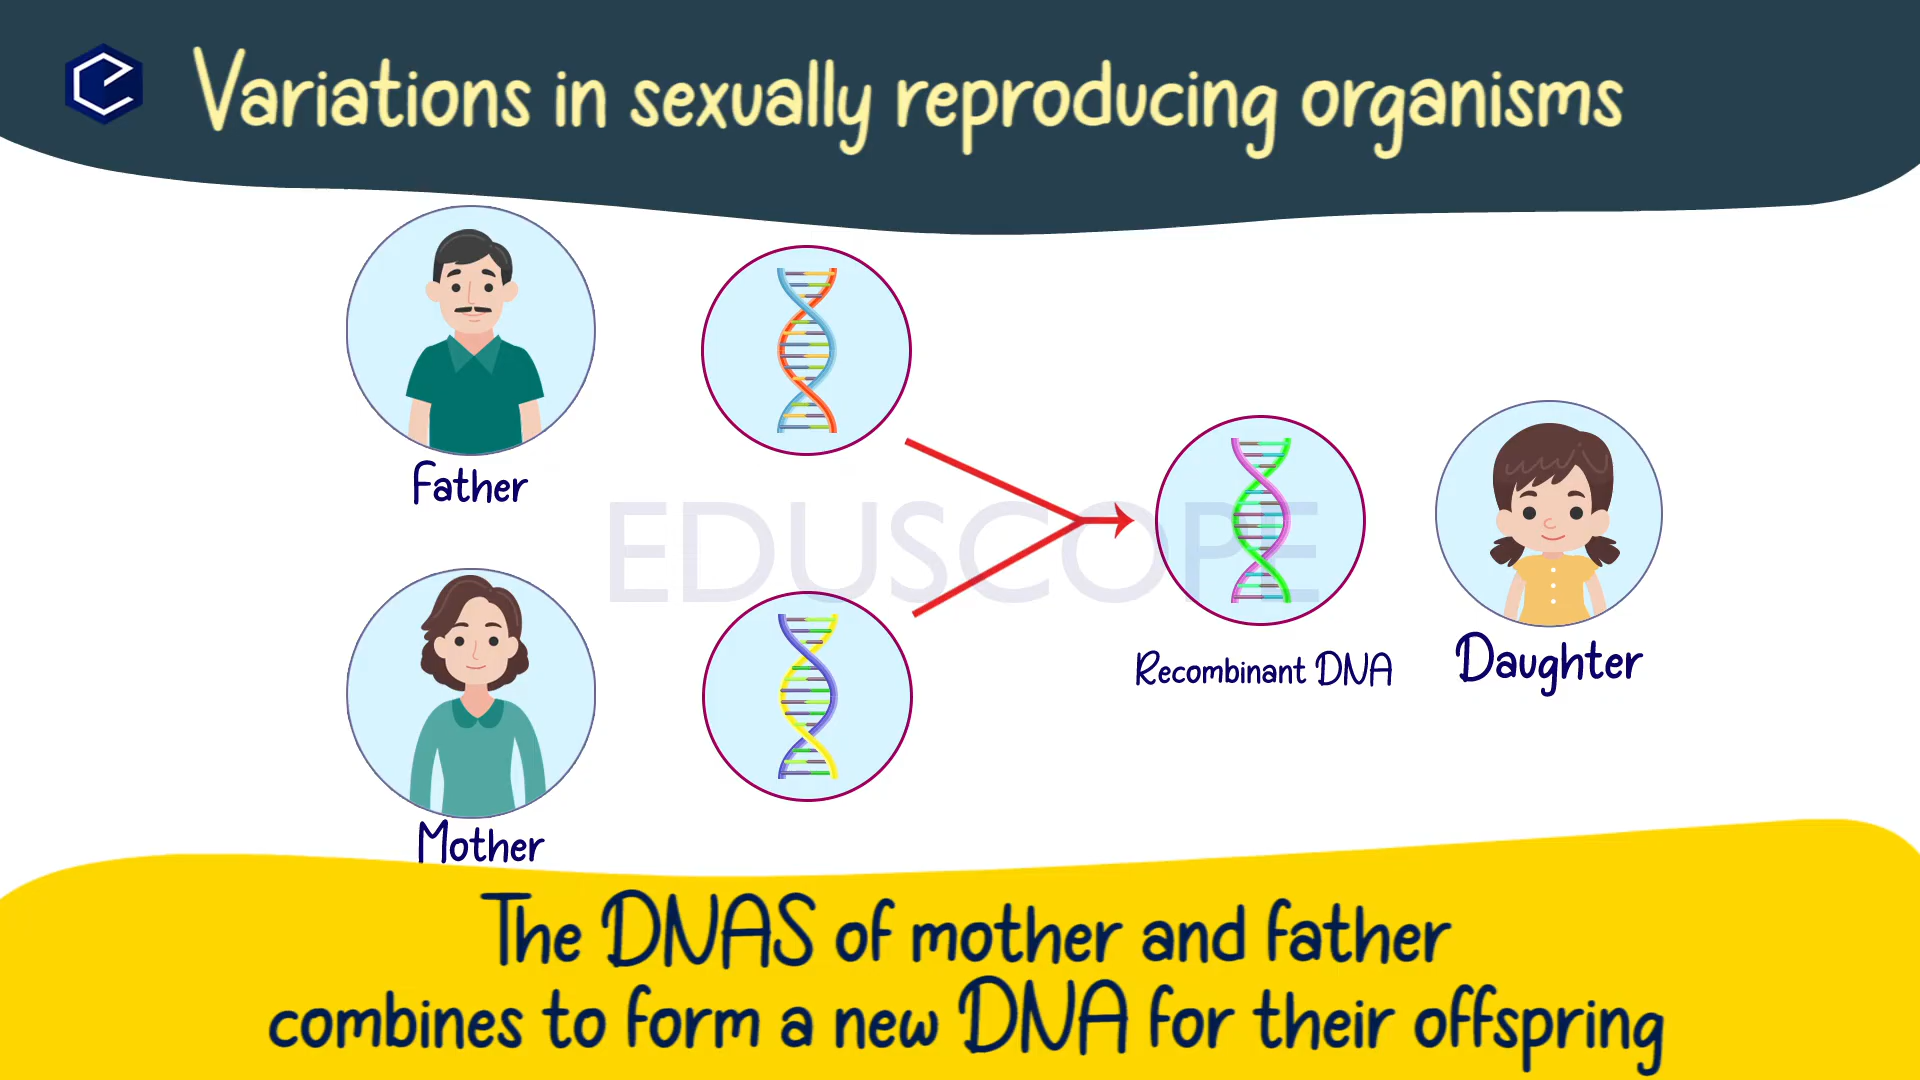 Variations in sexually reproducing organisms
Father
EDUSCOPE
Recombinant DNA
Daughter
Mother
The DNAS of mother and father
combines to form a new DNA for their offspring